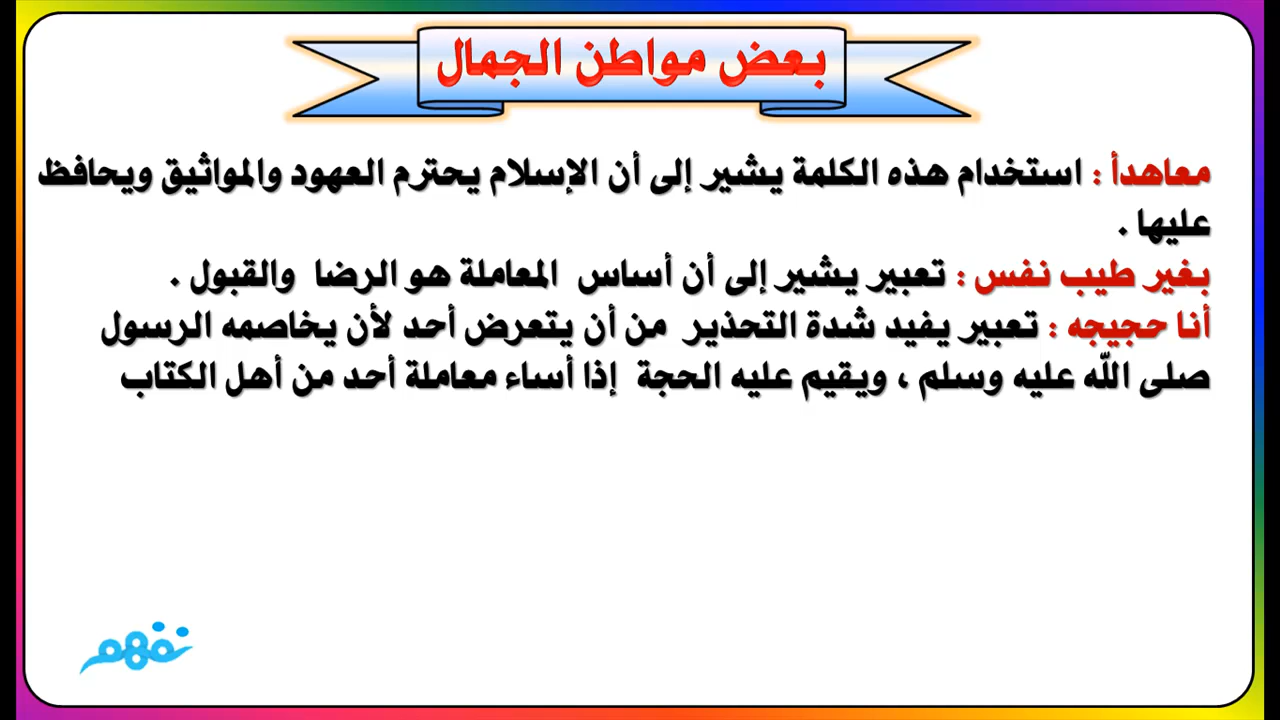 بعض مواطن الجمال
معاهدأ : استخدام هذه الكلمة يشير إلى أن الإسلام يحترم العهود والمواثيق ويحافظ
عليها .
بغير طيب نفس : تعبير يشير إلى أن أساس المعاملة هو الرضا والقبول .
أنا حجيجه : تعبير يفيد شدة التحذير من أن يتعرض أحد لأن يخاصمه الرسول
صلى الله عليه وسلم ، ويقيم عليه الحجة إذا أساء معاملة أحد من أهل الكتاب
نفهم